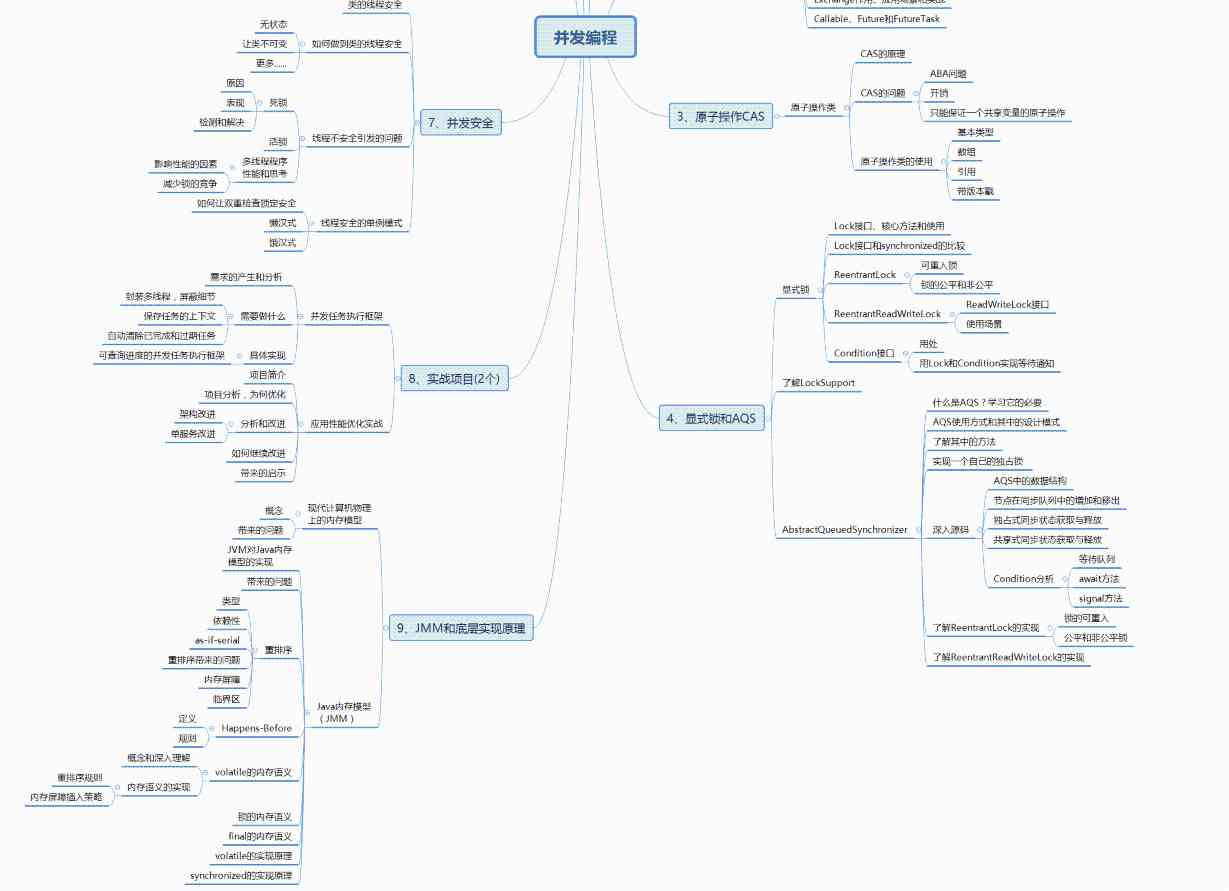 并发编程
Callable、Future和FutureTask
3、原子操作CAS
原子操作类
CAS的原理
CAS的问题
ABA问题
开销
只能保证一个共享变量的原子操作
原子操作类的使用
基本类型
数组
引用
带版本戳
4、显式锁和AQS
显式锁
Lock接口、核心方法和使用
Lock接口和synchronized的比较
ReentrantLock
可重入锁
锁的公平和非公平
ReentrantReadWriteLock
ReadWriteLock接口
使用场景
Condition接口
用处
用Lock和Condition实现等待通知
了解LockSupport
AbstractQueuedSynchronizer
什么是AQS？学习它的必要
AQS使用方式和其中的设计模式
了解其中的方法
实现一个自己的独占锁
深入源码
AQS中的数据结构
节点在同步队列中的增加和移出
独占式同步状态获取与释放
共享式同步状态获取与释放
Condition分析
等待队列
await方法
signal方法
了解ReentrantLock的实现
锁的可重入
公平和非公平锁
了解ReentrantReadWriteLock的实现
7、并发安全
类的线程安全
如何做到类的线程安全
无状态
让类不可变
更多......
线程不安全引发的问题
死锁
原因
表现
检测和解决
活锁
多线程程序
性能和思考
影响性能的因素
减少锁的竞争
线程安全的单例模式
如何让双重检查锁定安全
懒汉式
饿汉式
8、实战项目(2个)
并发任务执行框架
需求的产生和分析
需要做什么
封装多线程，屏蔽细节
保存任务的上下文
自动清除已完成和过期任务
具体实现
可查询进度的并发任务执行框架
应用性能优化实战
项目简介
项目分析，为何优化
分析和改进
架构改进
单服务改进
如何继续改进
带来的启示
9、JMM和底层实现原理
现代计算机物理
上的内存模型
概念
带来的问题
Java内存模型
（JMM）
JVM对Java内存
模型的实现
带来的问题
重排序
类型
依赖性
as-if-serial
重排序带来的问题
内存屏障
临界区
Happens-Before
定义
规则
volatile的内存语义
概念和深入理解
内存语义的实现
重排序规则
内存屏障插入策略
锁的内存语义
final的内存语义
volatile的实现原理
synchronized的实现原理